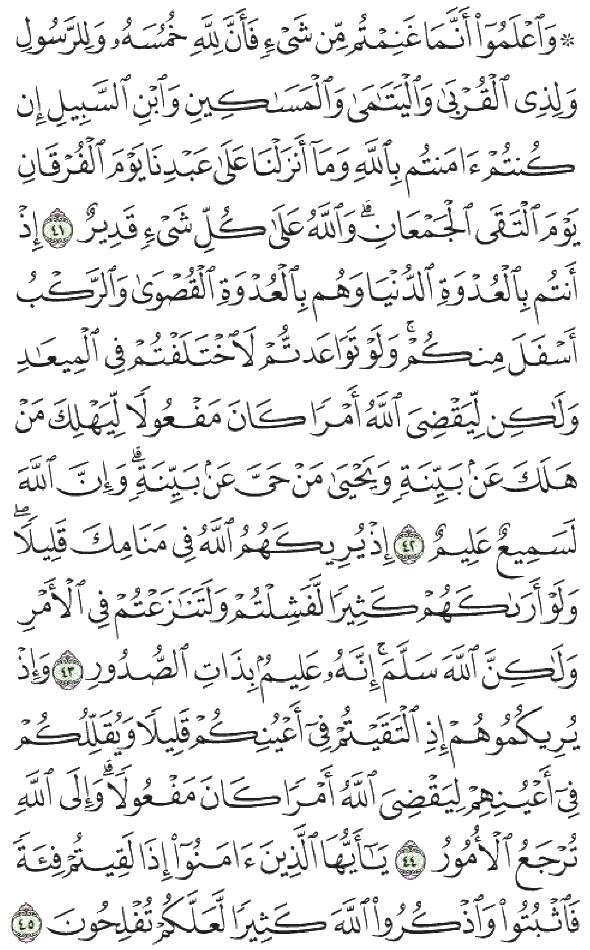 ۞ وَٱعۡلَمُوٓاْ أَنَّمَا غَنِمۡتُم مِّن شَيۡءٖ فَأَنَّ لِلَّهِ خُمُسَهُۥ وَلِلرَّسُولِ
وَلِذِي ٱلۡقُرۡبَىٰ وَٱلۡيَتَٰمَىٰ وَٱلۡمَسَٰكِينِ وَٱبۡنِ ٱلسَّبِيلِ إِن
كُنتُمۡ ءَامَنتُم بِٱللَّهِ وَمَآ أَنزَلۡنَا عَلَىٰ عَبۡدِنَا يَوۡمَ ٱلۡفُرۡقَانِ
يَوۡمَ ٱلۡتَقَى ٱلۡجَمۡعَانِۗ وَٱللَّهُ عَلَىٰ كُلِّ شَيۡءٖ قَدِيرٌ ٤١ إِذۡ
أَنتُم بِٱلۡعُدۡوَةِ ٱلدُّنۡيَا وَهُم بِٱلۡعُدۡوَةِ ٱلۡقُصۡوَىٰ وَٱلرَّكۡبُ
أَسۡفَلَ مِنكُمۡۚ وَلَوۡ تَوَاعَدتُّمۡ لَٱخۡتَلَفۡتُمۡ فِي ٱلۡمِيعَٰدِ
وَلَٰكِن لِّيَقۡضِيَ ٱللَّهُ أَمۡرٗا كَانَ مَفۡعُولٗا لِّيَهۡلِكَ مَنۡ
هَلَكَ عَنۢ بَيِّنَةٖ وَيَحۡيَىٰ مَنۡ حَيَّ عَنۢ بَيِّنَةٖۗ وَإِنَّ ٱللَّهَ
لَسَمِيعٌ عَلِيمٌ ٤٢ إِذۡ يُرِيكَهُمُ ٱللَّهُ فِي مَنَامِكَ قَلِيلٗاۖ
وَلَوۡ أَرَىٰكَهُمۡ كَثِيرٗا لَّفَشِلۡتُمۡ وَلَتَنَٰزَعۡتُمۡ فِي ٱلۡأَمۡرِ
وَلَٰكِنَّ ٱللَّهَ سَلَّمَۚ إِنَّهُۥ عَلِيمُۢ بِذَاتِ ٱلصُّدُورِ ٤٣ وَإِذۡ
يُرِيكُمُوهُمۡ إِذِ ٱلۡتَقَيۡتُمۡ فِيٓ أَعۡيُنِكُمۡ قَلِيلٗا وَيُقَلِّلُكُمۡ
فِيٓ أَعۡيُنِهِمۡ لِيَقۡضِيَ ٱللَّهُ أَمۡرٗا كَانَ مَفۡعُولٗاۗ وَإِلَى ٱللَّهِ
تُرۡجَعُ ٱلۡأُمُورُ ٤٤ يَٰٓأَيُّهَا ٱلَّذِينَ ءَامَنُوٓاْ إِذَا لَقِيتُمۡ فِئَةٗ
فَٱثۡبُتُواْ وَٱذۡكُرُواْ ٱللَّهَ كَثِيرٗا لَّعَلَّكُمۡ تُفۡلِحُونَ ٤٥